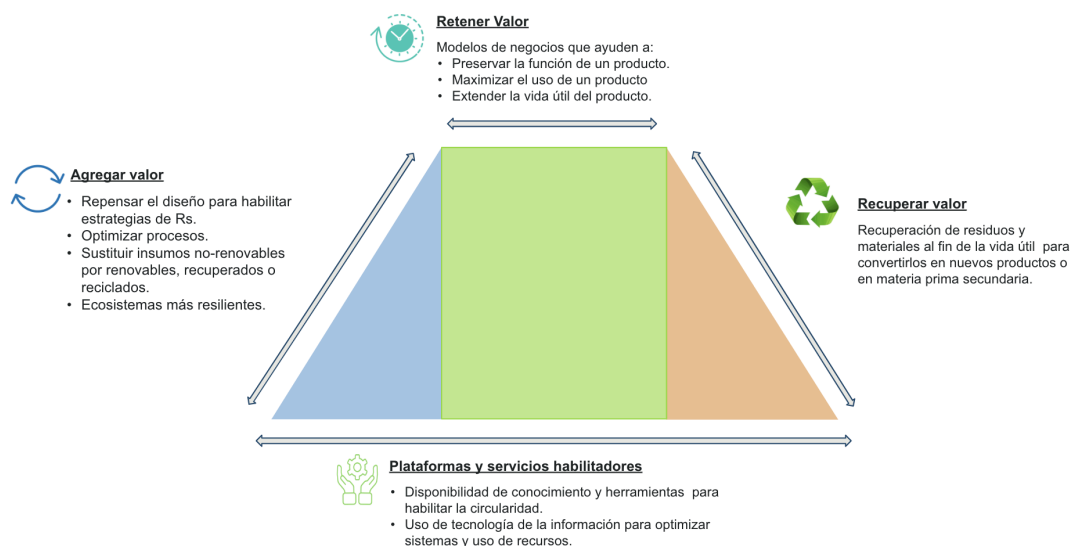 Retener Valor
Modelos de negocios que ayuden a:
• Preservar la función de un producto.
• Maximizar el uso de un producto
• Extender la vida útil del producto.
Agregar valor
• Repensar el diseño para habilitar
estrategias de Rs.
• Optimizar procesos.
• Sustituir insumos no-renovables
por renovables, recuperados o
reciclados.
• Ecosistemas más resilientes.
Recuperar valor
Recuperación de residuos y
materiales al fin de la vida útil para
convertirlos en nuevos productos o
en materia prima secundaria.
Plataformas y servicios habilitadores
• Disponibilidad de conocimiento y herramientas para
habilitar la circularidad.
• Uso de tecnología de la información para optimizar
sistemas y uso de recursos.